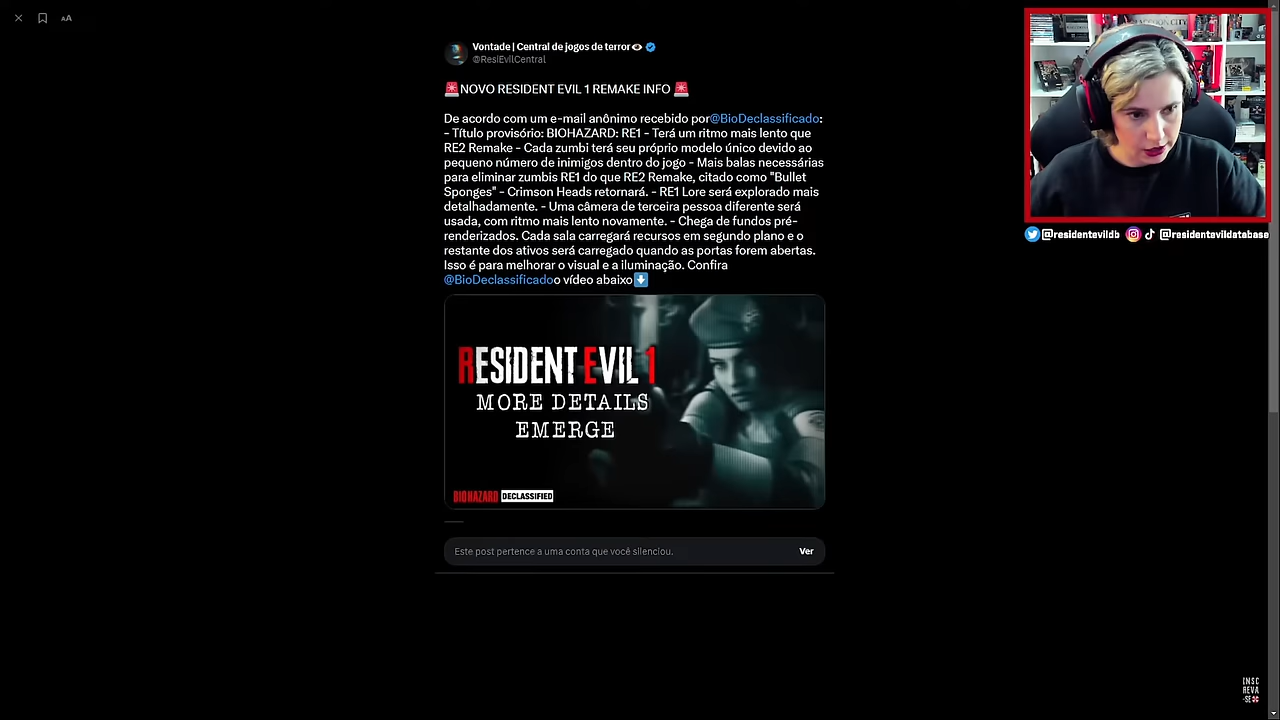 AA
Vontade | Central de jogos de terror👁
@ResiEvilCentral
🚨NOVO RESIDENT EVIL 1 REMAKE INFO 🚨
De acordo com um e-mail anônimo recebido por@BioDeclassificado:
- Título provisório: BIOHAZARD: RE1 - Terá um ritmo mais lento que
RE2 Remake - Cada zumbi terá seu próprio modelo único devido ao
pequeno número de inimigos dentro do jogo - Mais balas necessárias
para eliminar zumbis RE1 do que RE2 Remake, citado como "Bullet
Sponges" - Crimson Heads retornará. - RE1 Lore será explorado mais
detalhadamente. - Uma câmera de terceira pessoa diferente será
usada, com ritmo mais lento novamente. - Chega de fundos pré-
renderizados. Cada sala carregará recursos em segundo plano e o
restante dos ativos será carregado quando as portas forem abertas.
Isso é para melhorar o visual e a iluminação. Confira
@BioDeclassificadoo vídeo abaixo⬇
RESIDENT EVIL 1
MORE DETAILS
EMERGE
BIOHAZARD DECLASSIFIED
Este post pertence a uma conta que você silenciou.
Ver
@residentevildb @residentevildatabase
INSC
REVA
-SE